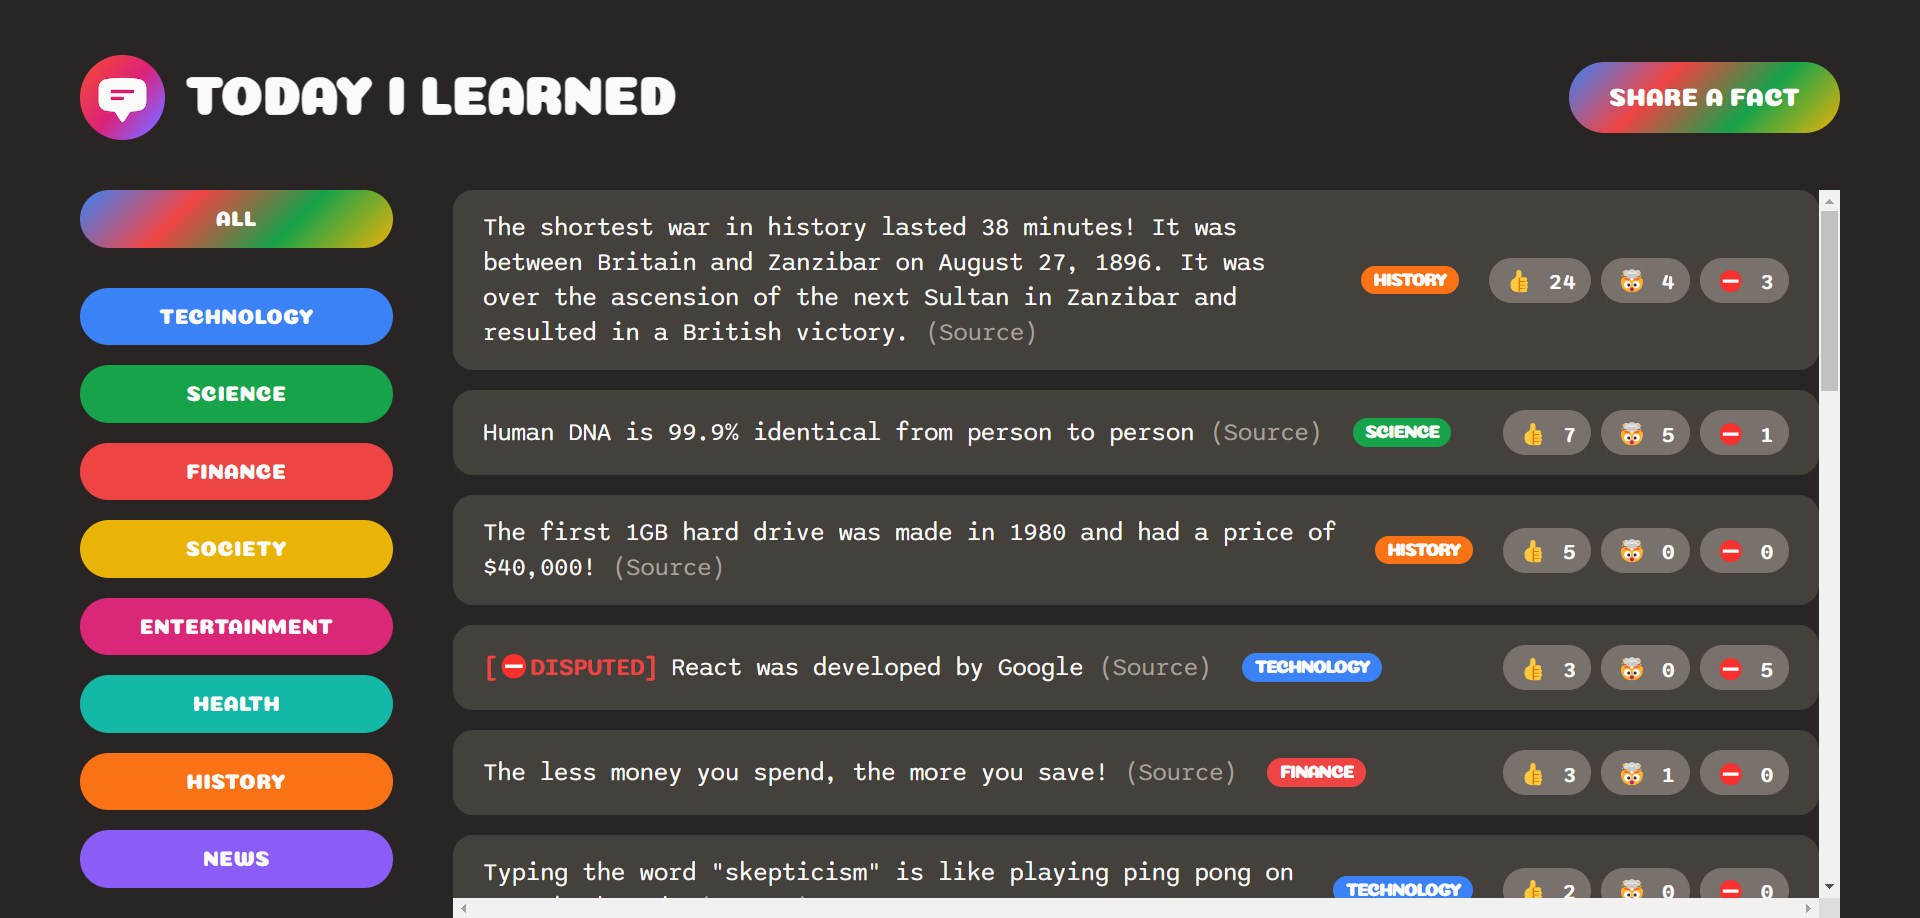 TODAY I LEARNED
SHARE A FACT
ALL
TECHNOLOGY
SCIENCE
FINANCE
SOCIETY
ENTERTAINMENT
HEALTH
HISTORY
NEWS
The shortest war in history lasted 38 minutes! It was
between Britain and Zanzibar on August 27, 1896. It was
over the ascension of the next Sultan in Zanzibar and
resulted in a British victory. (Source)
HISTORY
👍 24 🤯 4 ⛔ 3
Human DNA is 99.9% identical from person to person (Source)
SCIENCE
👍 7 🤯 5 ⛔ 1
The first 1GB hard drive was made in 1980 and had a price of
$40,000! (Source)
HISTORY
👍 5 🤯 0 ⛔ 0
[⛔DISPUTED] React was developed by Google (Source)
TECHNOLOGY
👍 3 🤯 0 ⛔ 5
The less money you spend, the more you save! (Source)
FINANCE
👍 3 🤯 1 ⛔ 0
Typing the word "skepticism" is like playing ping pong on
TECHNOLOGY
👍 2 🤯 0 ⛔ 0